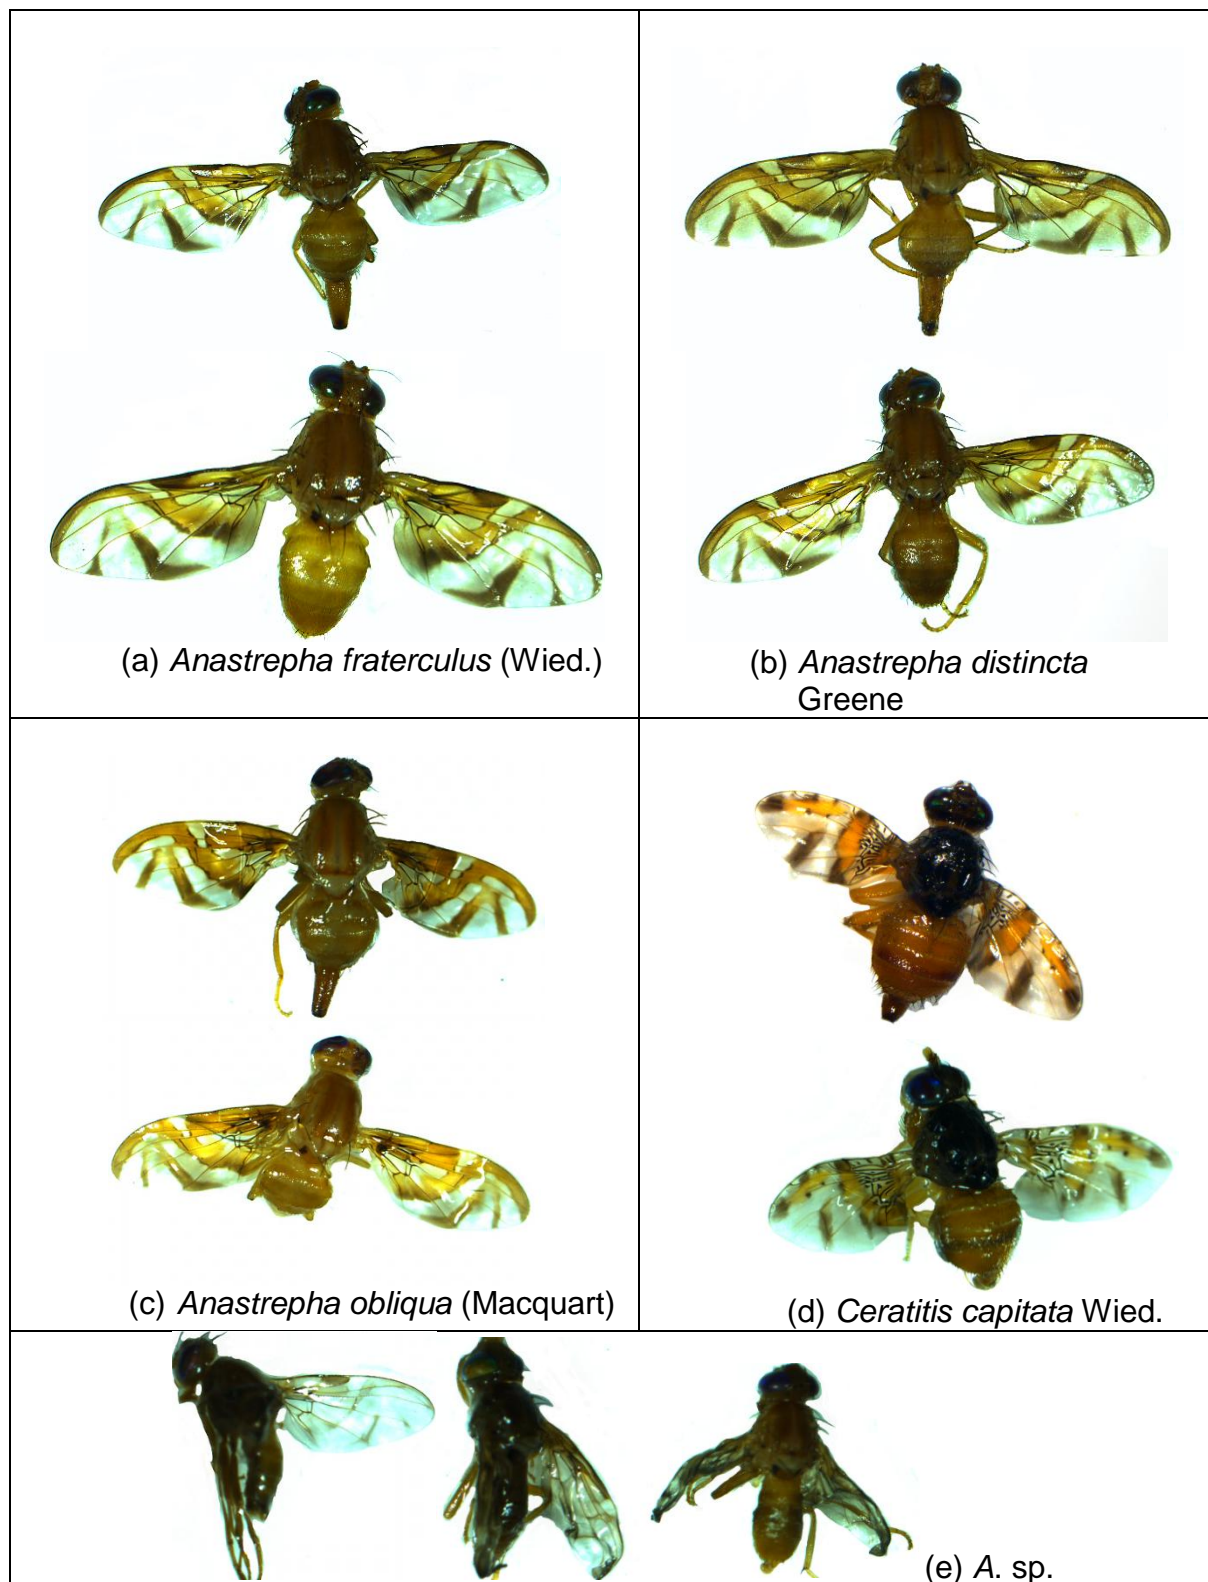 (a) Anastrepha fraterculus (Wied.)
(b) Anastrepha distincta
Greene
(c) Anastrepha obliqua (Macquart)
(d) Ceratitis capitata Wied.
(e) A. sp.